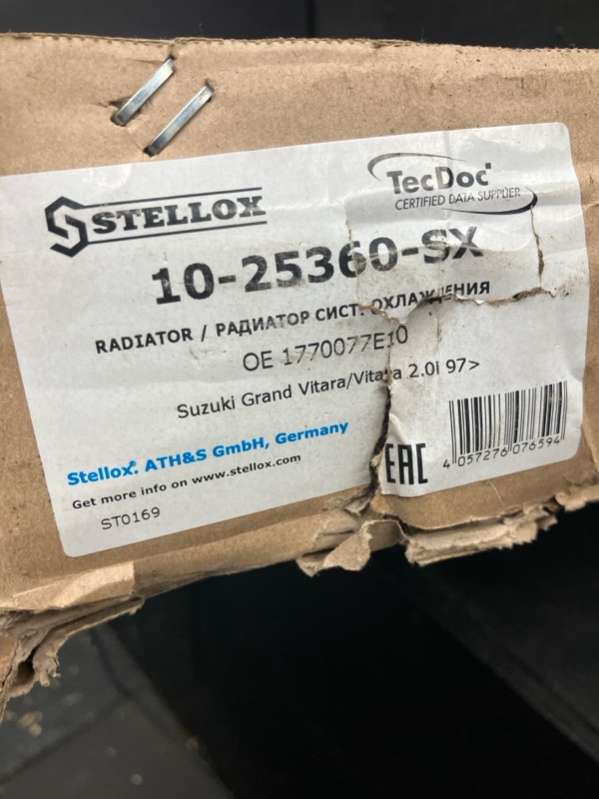 STELLOX
TecDoc
CERTIFIED DATA SUPPLIER
10-25360-SX
RADIATOR / РАДИАТОР СИСТ. ОХЛАЖДЕНИЯ
OE 1770077E10
Suzuki Grand Vitara/Vitara 2.0I 97>
Stellox. ATH&S GmbH, Germany
Get more info on www.stellox.com
ST0169
EAC
4 057276 076594